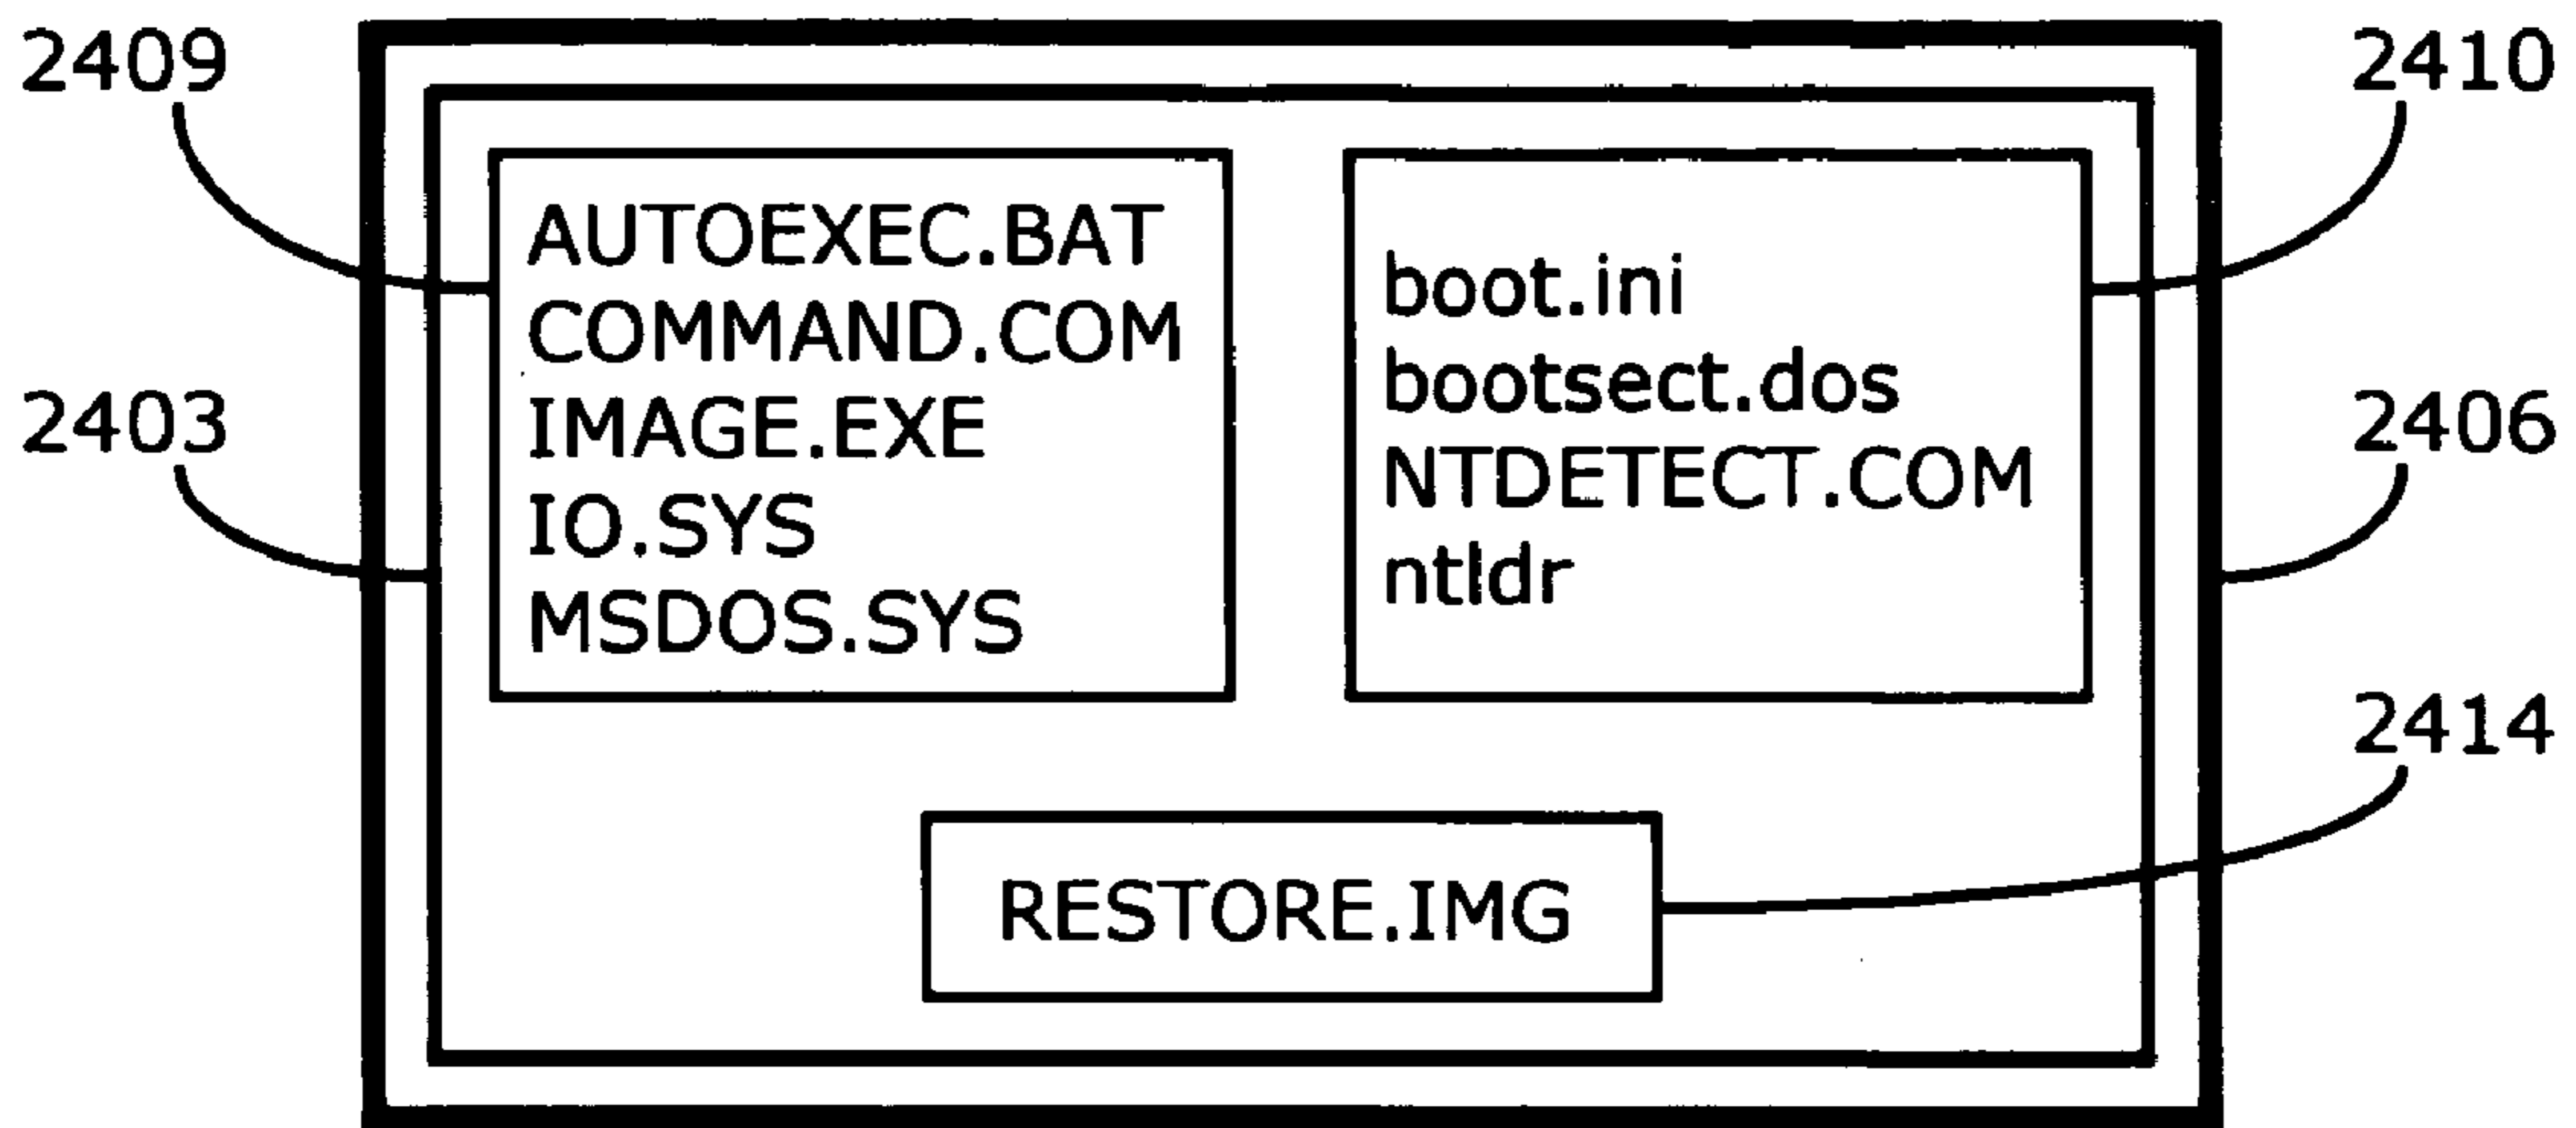 2409
2410
AUTOEXEC.BAT
COMMAND.COM
IMAGE.EXE
IO.SYS
MSDOS.SYS
boot.ini
bootsect.dos
NTDETECT.COM
ntldr
2403
2406
2414
RESTORE.IMG